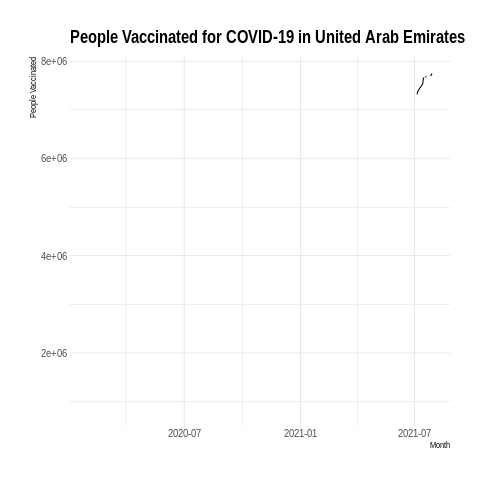 People Vaccinated for COVID-19 in United Arab Emirates
People Vaccinated
8e+06
6e+06
4e+06
2e+06
2020-07
2021-01
2021-07
Month